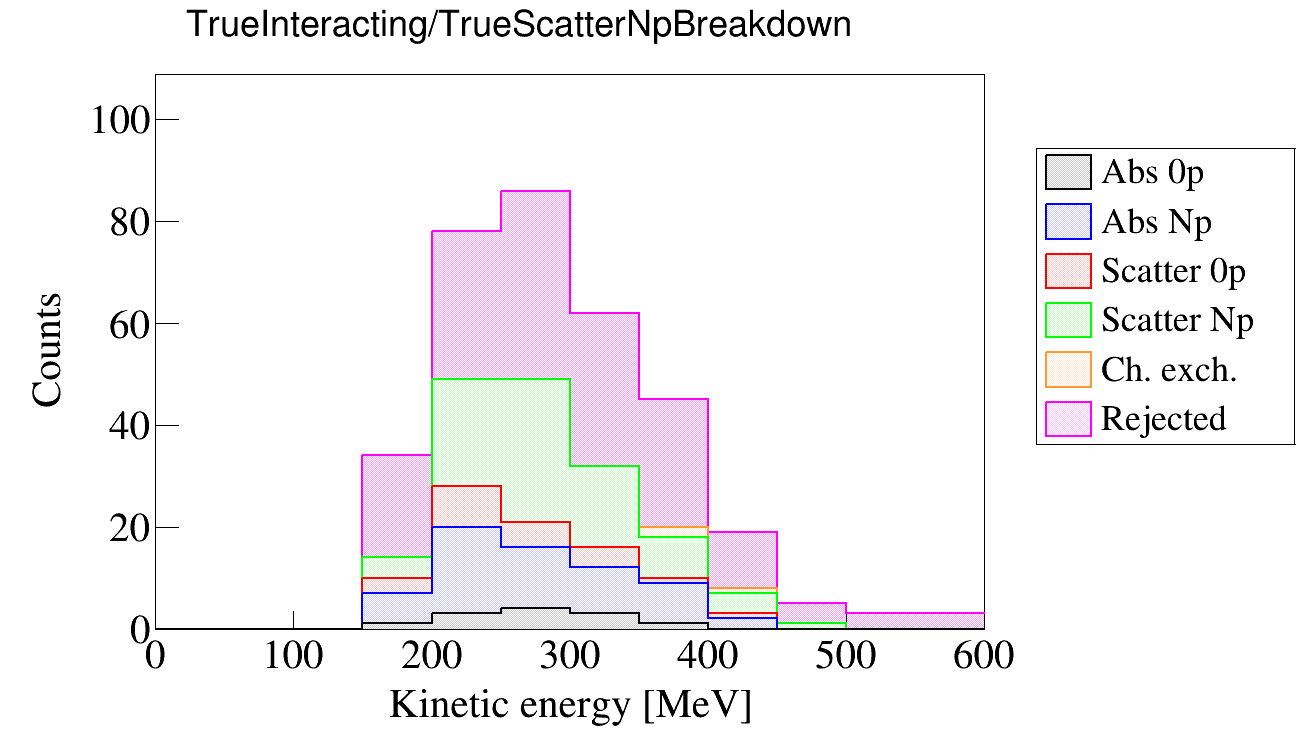 TrueInteracting/TrueScatterNpBreakdown
100
80
60
40
20
0
0 100 200 300 400 500 600
Counts
Kinetic energy [MeV]
Abs 0p
Abs Np
Scatter 0p
Scatter Np
Ch. exch.
Rejected